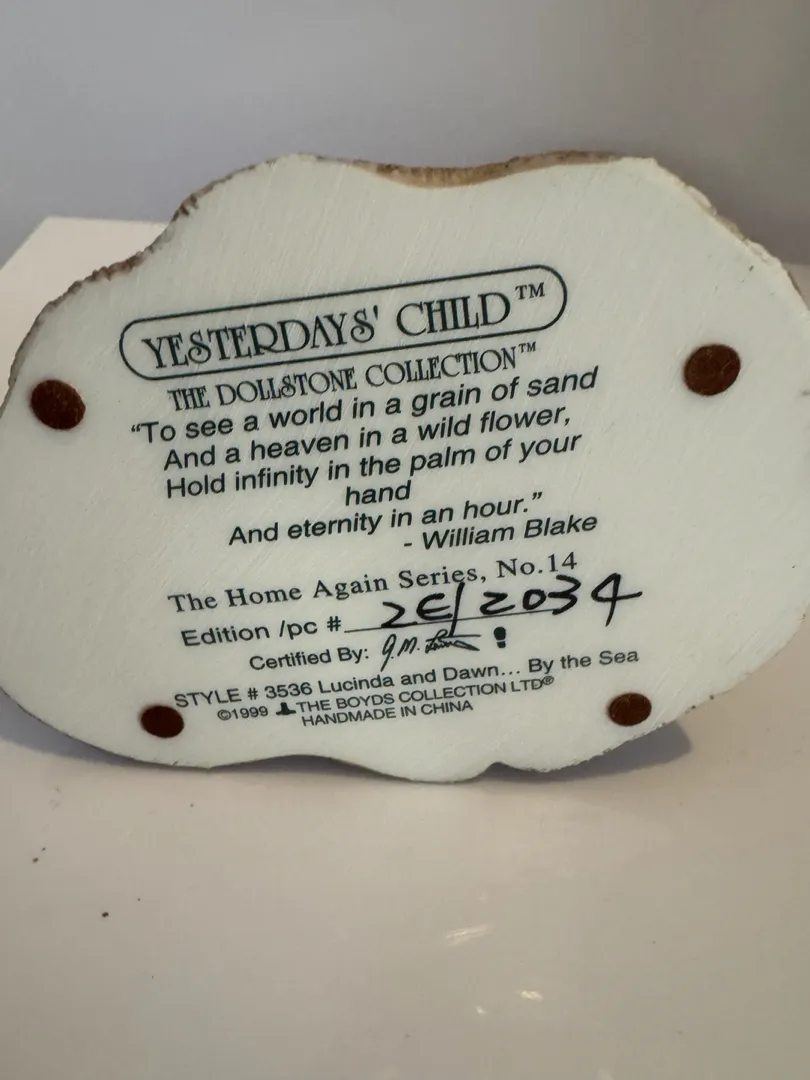 YESTERDAYS' CHILD™
THE DOLLSTONE COLLECTION™
“To see a world in a grain of sand
And a heaven in a wild flower,
Hold infinity in the palm of your
hand
And eternity in an hour.”
- William Blake
The Home Again Series, No.14
Edition /pc # 2E/2034
Certified By: G.M.
STYLE # 3536 Lucinda and Dawn... By the Sea
©1999 THE BOYDS COLLECTION LTD®
HANDMADE IN CHINA